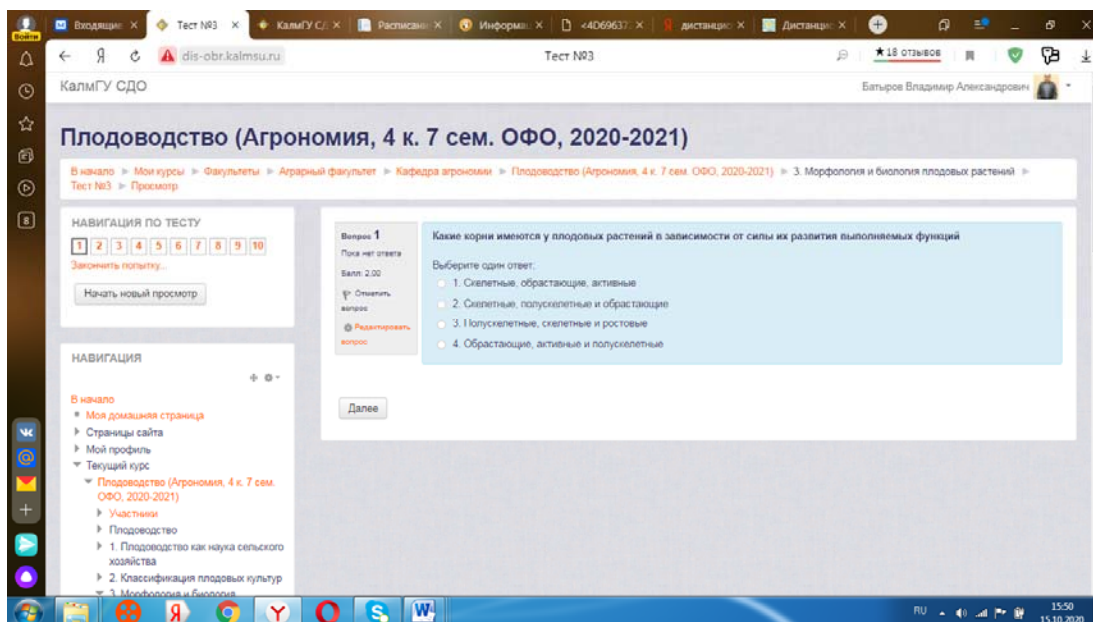 Войти
Входящие
Тест №3
КалмГУ С/
Расписани
Информац
<4D69637:
дистанцио
Дистанцис
dis-obr.kalmsu.ru
Тест №3
18 отзывов
КалмГУ СДО
Батыров Владимир Александрович
Плодоводство (Агрономия, 4 к. 7 сем. ОФО, 2020-2021)
В начало Мои курсы Факультеты Аграрный факультет Кафедра агрономии Плодоводство (Агрономия, 4 к. 7 сем. ОФО, 2020-2021) 3. Морфология и биология плодовых растений
Тест №3 Просмотр
НАВИГАЦИЯ ПО ТЕСТУ
1 2 3 4 5 6 7 8 9 10
Закончить попытку...
Начать новый просмотр
Вопрос 1
Пока нет ответа
Балл: 2,00
Отметить
вопрос
Редактировать
вопрос
Какие корни имеются у плодовых растений в зависимости от силы их развития выполняемых функций
Выберите один ответ:
1. Скелетные, обрастающие, активные
2. Скелетные, полускелетные и обрастающие
3. Полускелетные, скелетные и ростовые
4. Обрастающие, активные и полускелетные
Далее
НАВИГАЦИЯ
В начало
Моя домашняя страница
Страницы сайта
Мой профиль
Текущий курс
Плодоводство (Агрономия, 4 к. 7 сем.
ОФО, 2020-2021)
Участники
Плодоводство
1. Плодоводство как наука сельского
хозяйства
2. Классификация плодовых культур
3. Морфология и биология
RU
15:50
15.10.2020